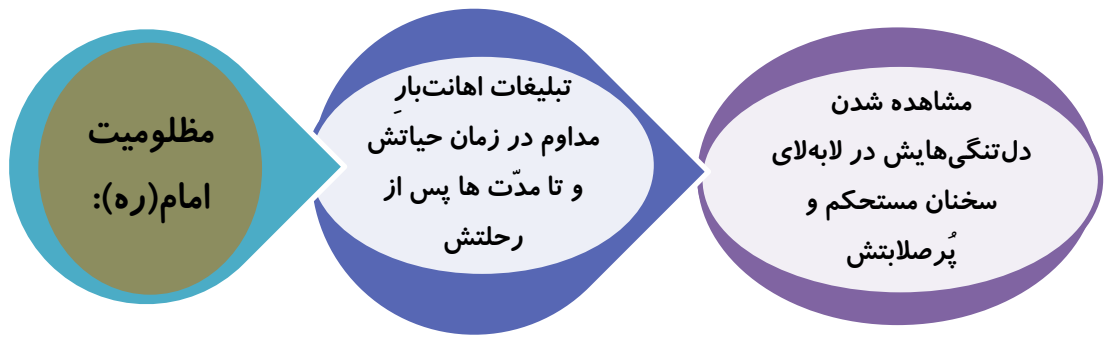 مظلومیت
امام(ره):
تبلیغات اهانت‌بارِ
مداوم در زمان حیاتش
و تا مدّت ها پس از
رحلتش
مشاهده شدن
دل‌تنگی‌هایش در لابه‌لای
سخنان مستحکم و
پُرصلابتش